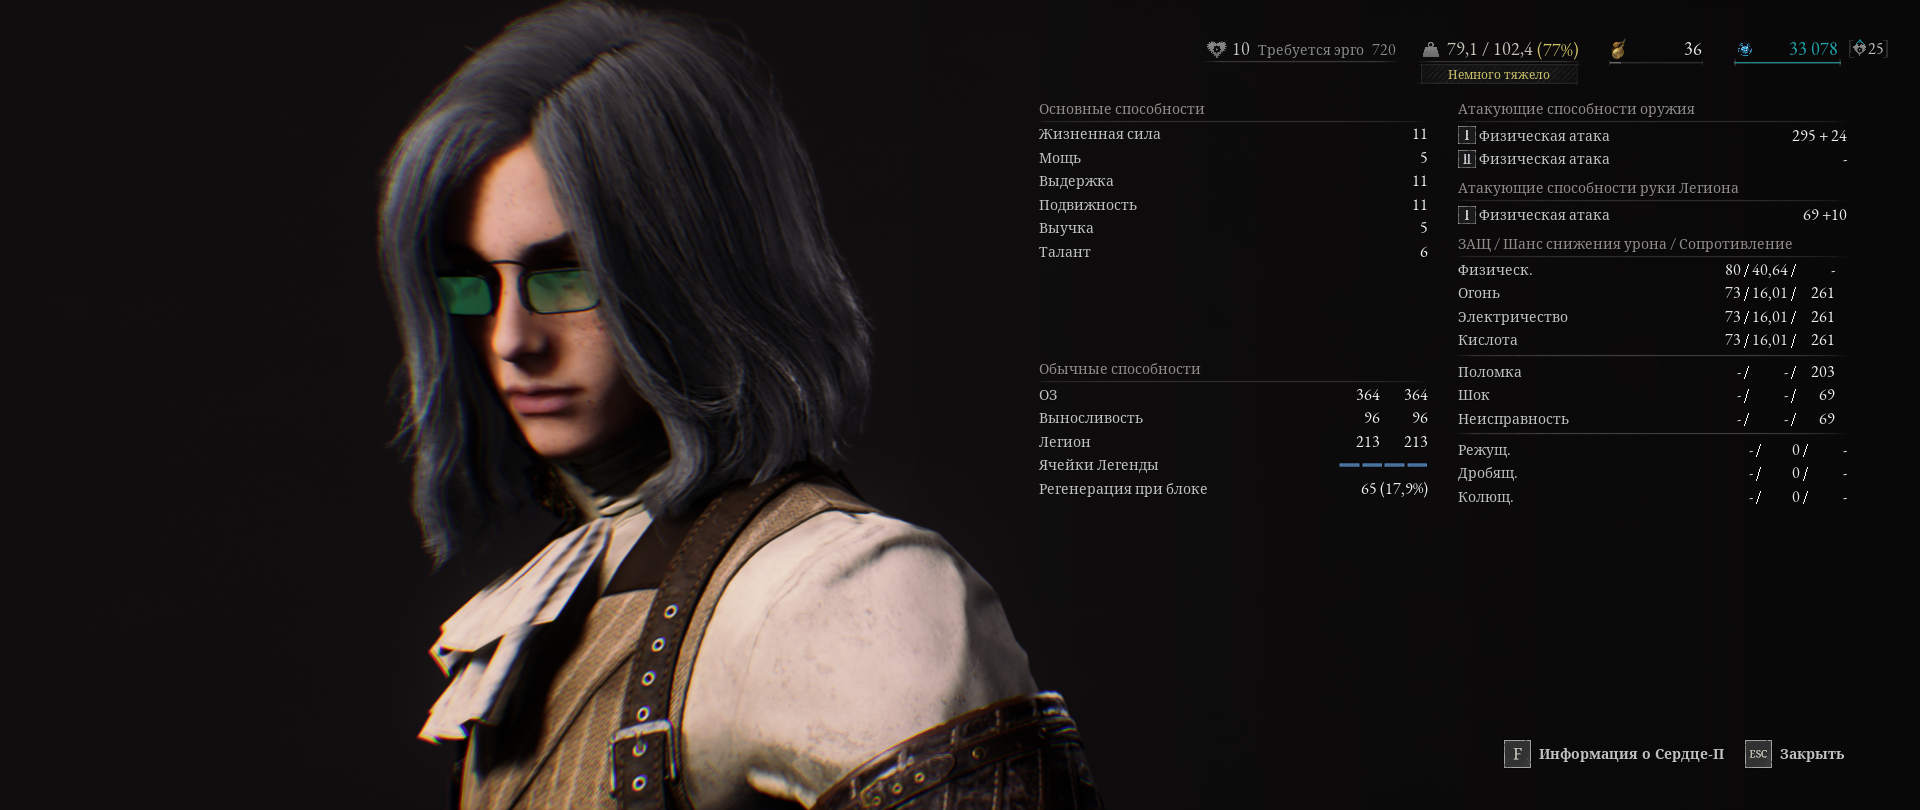 10 Требуется эрго 720 79,1 / 102,4 (77%) 36 33 078 25
Немного тяжело
Основные способности
Жизненная сила 11
Мощь 5
Выдержка 11
Подвижность 11
Выучка 5
Талант 6
Обычные способности
ОЗ 364 364
Выносливость 96 96
Легион 213 213
Ячейки Легенды
Регенерация при блоке 65 (17,9%)
Атакующие способности оружия
I Физическая атака 295 + 24
II Физическая атака -
Атакующие способности руки Легиона
I Физическая атака 69 +10
ЗАЩ / Шанс снижения урона / Сопротивление
Физическ. 80 / 40,64 / -
Огонь 73 / 16,01 / 261
Электричество 73 / 16,01 / 261
Кислота 73 / 16,01 / 261
Поломка - / - / 203
Шок - / - / 69
Неисправность - / - / 69
Режущ. - / 0 / -
Дробящ. - / 0 / -
Колющ. - / 0 / -
F Информация о Сердце-П ESC Закрыть